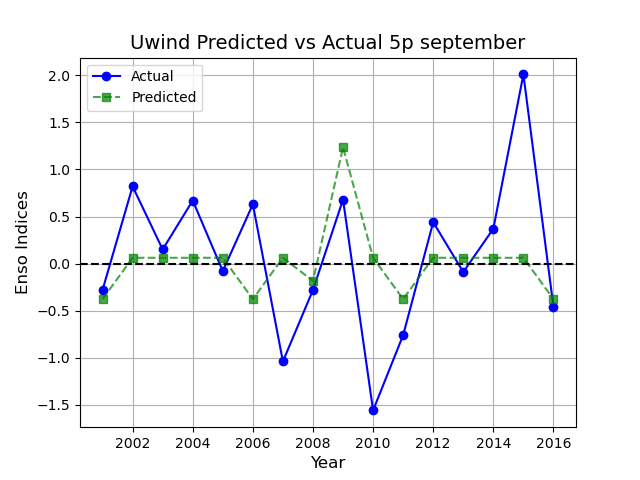 Uwind Predicted vs Actual 5p september
Actual
Predicted
2.0
1.5
1.0
0.5
0.0
−0.5
−1.0
−1.5
Enso Indices
2002 2004 2006 2008 2010 2012 2014 2016
Year